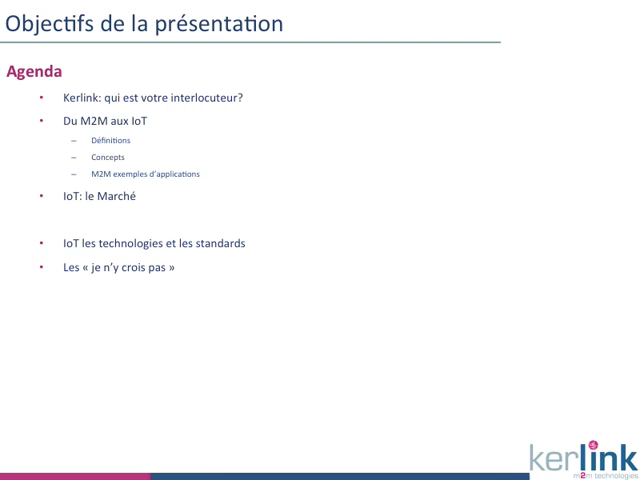 Objectifs de la présentation
Agenda
• Kerlink: qui est votre interlocuteur?
• Du M2M aux IoT
– Définitions
– Concepts
– M2M exemples d'applications
• IoT: le Marché
• IoT les technologies et les standards
• Les « je n'y crois pas »
kerlink
m2m technologies